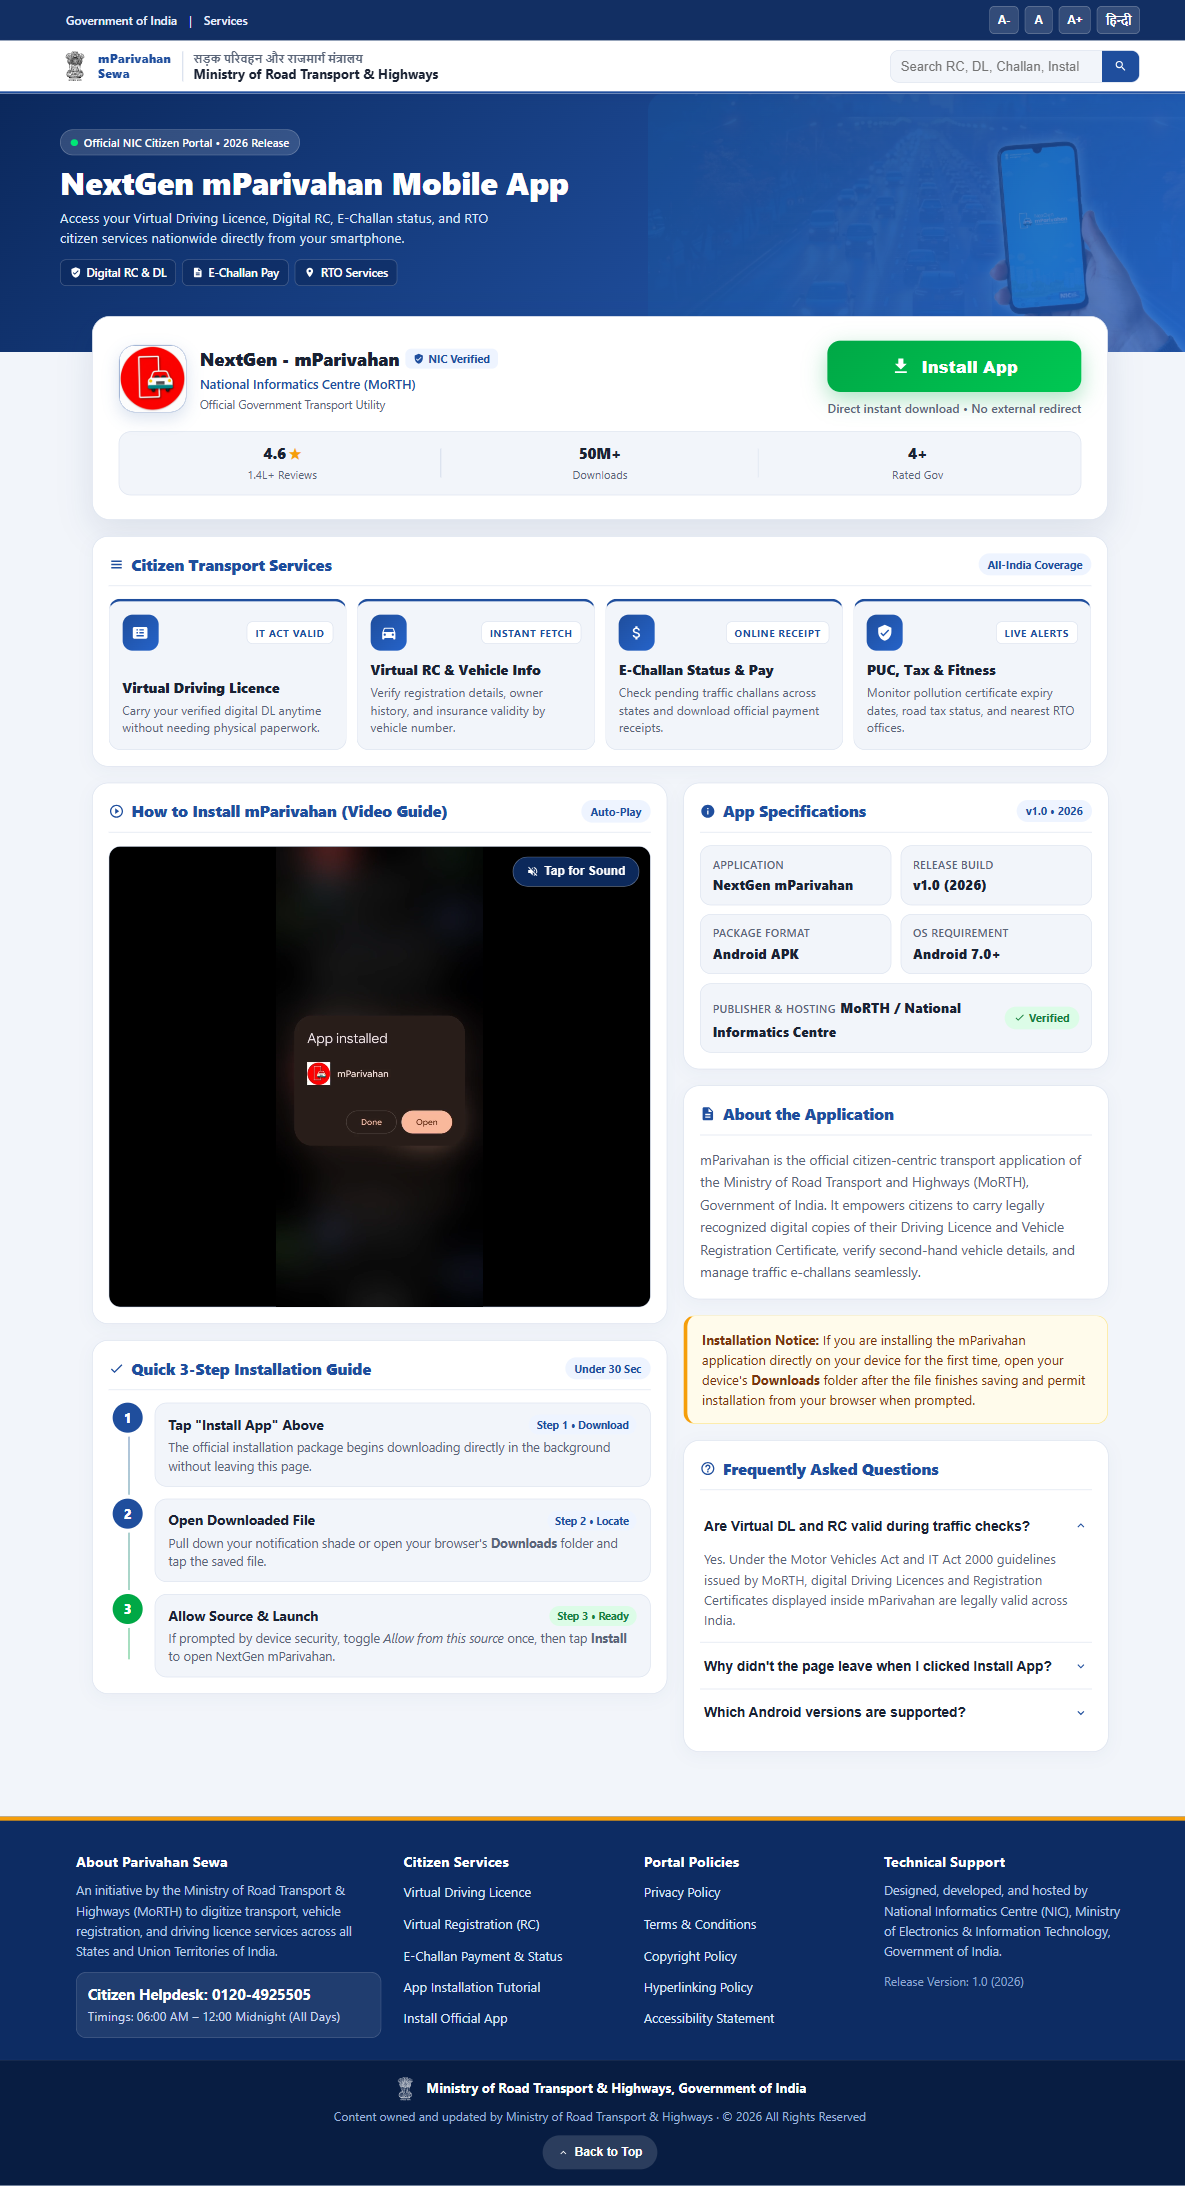 Government of India | Services
A- A A+ हिन्दी
mParivahan
Sewa
सड़क परिवहन और राजमार्ग मंत्रालय
Ministry of Road Transport & Highways
Search RC, DL, Challan, Instal
Official NIC Citizen Portal • 2026 Release
NextGen mParivahan Mobile App
Access your Virtual Driving Licence, Digital RC, E-Challan status, and RTO
citizen services nationwide directly from your smartphone.
Digital RC & DL
E-Challan Pay
RTO Services
NextGen - mParivahan
NIC Verified
National Informatics Centre (MoRTH)
Official Government Transport Utility
Install App
Direct instant download • No external redirect
4.6 ★
1.4L+ Reviews
50M+
Downloads
4+
Rated Gov
Citizen Transport Services
All-India Coverage
IT ACT VALID
Virtual Driving Licence
Carry your verified digital DL anytime
without needing physical paperwork.
INSTANT FETCH
Virtual RC & Vehicle Info
Verify registration details, owner
history, and insurance validity by
vehicle number.
$
ONLINE RECEIPT
E-Challan Status & Pay
Check pending traffic challans across
states and download official payment
receipts.
LIVE ALERTS
PUC, Tax & Fitness
Monitor pollution certificate expiry
dates, road tax status, and nearest RTO
offices.
How to Install mParivahan (Video Guide)
Auto-Play
Tap for Sound
App installed
mParivahan
Done
Open
Quick 3-Step Installation Guide
Under 30 Sec
1
Tap "Install App" Above
Step 1 • Download
The official installation package begins downloading directly in the background
without leaving this page.
2
Open Downloaded File
Step 2 • Locate
Pull down your notification shade or open your browser's Downloads folder and
tap the saved file.
3
Allow Source & Launch
Step 3 • Ready
If prompted by device security, toggle Allow from this source once, then tap Install
to open NextGen mParivahan.
App Specifications
v1.0 • 2026
APPLICATION
NextGen mParivahan
RELEASE BUILD
v1.0 (2026)
PACKAGE FORMAT
Android APK
OS REQUIREMENT
Android 7.0+
PUBLISHER & HOSTING MoRTH / National
Informatics Centre
✓ Verified
About the Application
mParivahan is the official citizen-centric transport application of
the Ministry of Road Transport and Highways (MoRTH),
Government of India. It empowers citizens to carry legally
recognized digital copies of their Driving Licence and Vehicle
Registration Certificate, verify second-hand vehicle details, and
manage traffic e-challans seamlessly.
Installation Notice: If you are installing the mParivahan
application directly on your device for the first time, open your
device's Downloads folder after the file finishes saving and permit
installation from your browser when prompted.
Frequently Asked Questions
Are Virtual DL and RC valid during traffic checks?
Yes. Under the Motor Vehicles Act and IT Act 2000 guidelines
issued by MoRTH, digital Driving Licences and Registration
Certificates displayed inside mParivahan are legally valid across
India.
Why didn't the page leave when I clicked Install App?
Which Android versions are supported?
About Parivahan Sewa
An initiative by the Ministry of Road Transport &
Highways (MoRTH) to digitize transport, vehicle
registration, and driving licence services across all
States and Union Territories of India.
Citizen Helpdesk: 0120-4925505
Timings: 06:00 AM – 12:00 Midnight (All Days)
Citizen Services
Virtual Driving Licence
Virtual Registration (RC)
E-Challan Payment & Status
App Installation Tutorial
Install Official App
Portal Policies
Privacy Policy
Terms & Conditions
Copyright Policy
Hyperlinking Policy
Accessibility Statement
Technical Support
Designed, developed, and hosted by
National Informatics Centre (NIC), Ministry
of Electronics & Information Technology,
Government of India.
Release Version: 1.0 (2026)
Ministry of Road Transport & Highways, Government of India
Content owned and updated by Ministry of Road Transport & Highways · © 2026 All Rights Reserved
Back to Top